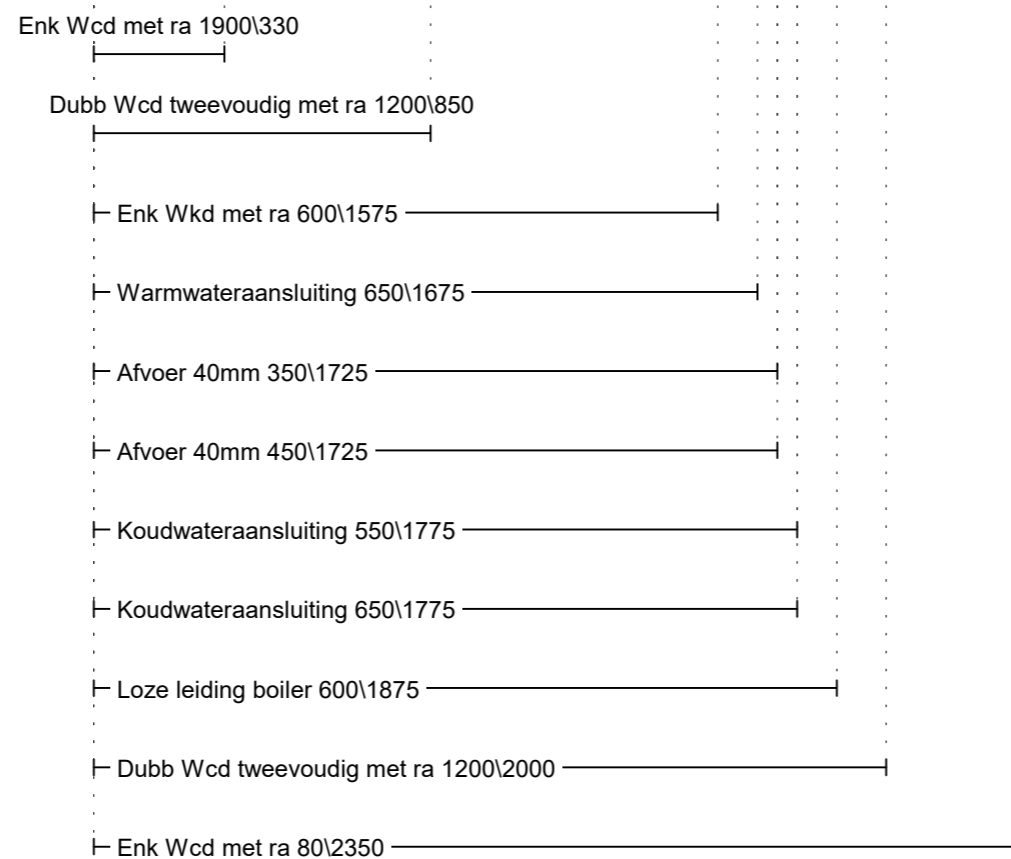 Enk Wcd met ra 1900\330
Dubb Wcd tweevoudig met ra 1200\850
Enk Wkd met ra 600\1575
Warmwateraansluiting 650\1675
Afvoer 40mm 350\1725
Afvoer 40mm 450\1725
Koudwateraansluiting 550\1775
Koudwateraansluiting 650\1775
Loze leiding boiler 600\1875
Dubb Wcd tweevoudig met ra 1200\2000
Enk Wcd met ra 80\2350